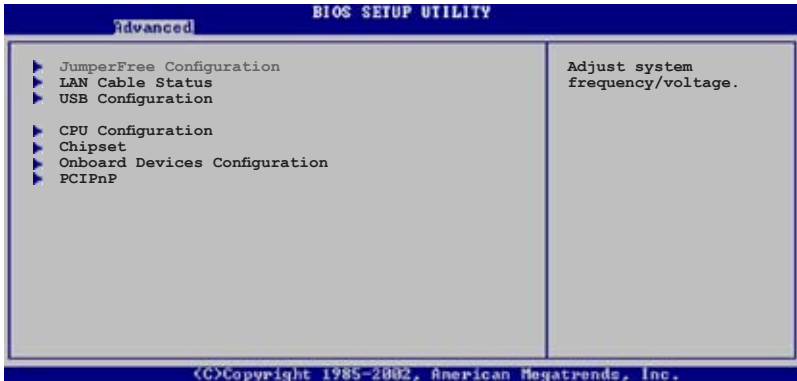 BIOS SETUP UTILITY
Advanced
JumperFree Configuration
LAN Cable Status
USB Configuration
CPU Configuration
Chipset
Onboard Devices Configuration
PCIPnP
Adjust system
frequency/voltage.
(C)Copyright 1985-2002, American Megatrends, Inc.